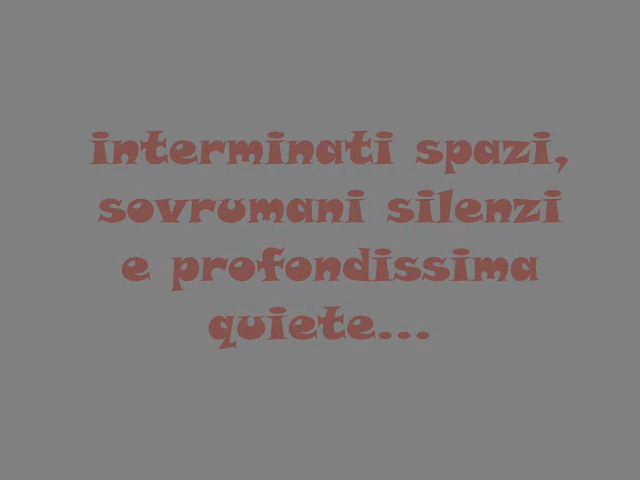 interminati spazi,
sovrumani silenzi
e profondissima
quiete...